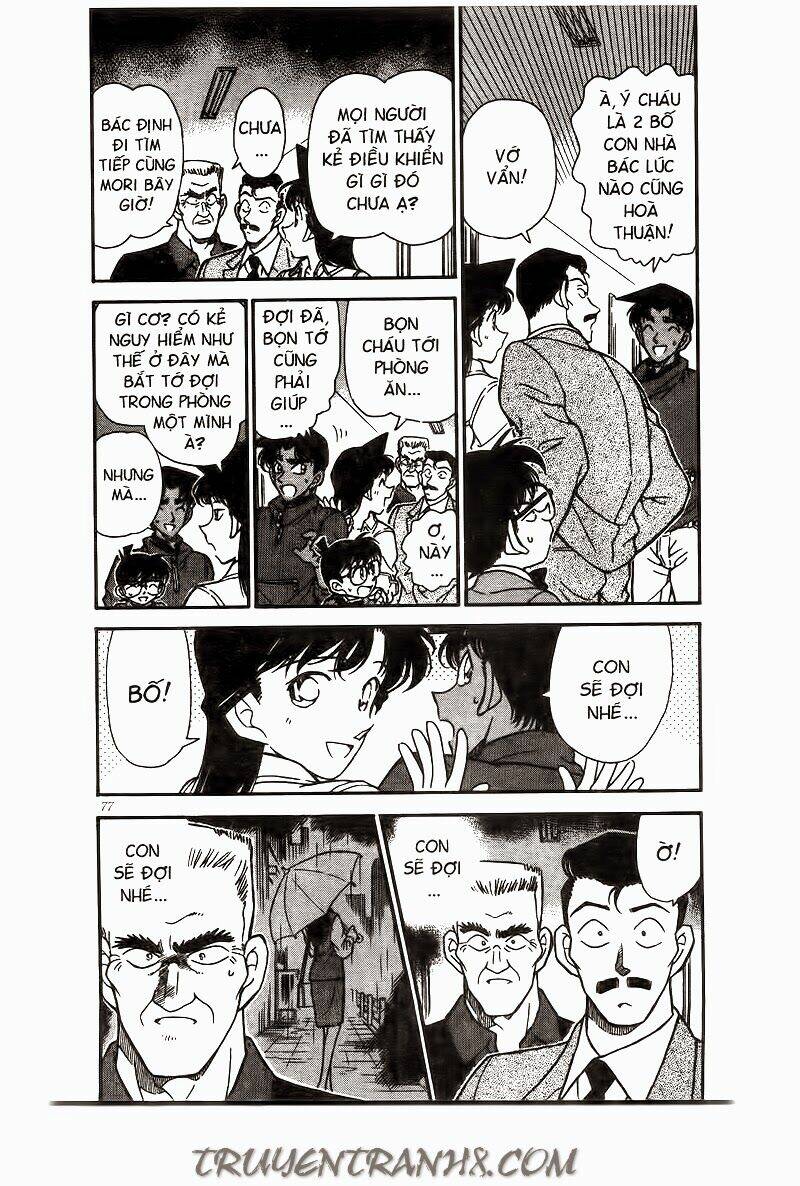 À, Ý CHÁU
LÀ 2 BỐ
CON NHÀ
BÁC LÚC
NÀO CŨNG
HOÀ
THUẬN!
VỚ
VẨN!
MỌI NGƯỜI
ĐÃ TÌM THẤY
KẺ ĐIỀU KHIỂN
GÌ GÌ ĐÓ
CHƯA Ạ?
CHƯA
...
BÁC ĐỊNH
ĐI TÌM
TIẾP CÙNG
MORI BÂY
GIỜ!
BỌN
CHÁU TỚI
PHÒNG
ĂN...
ĐỢI ĐÃ,
BỌN TỚ
CŨNG
PHẢI
GIÚP
...
Ơ,
NÀY
...
GÌ CƠ? CÓ KẺ
NGUY HIỂM NHƯ
THẾ Ở ĐÂY MÀ
BẮT TỚ ĐỢI
TRONG PHÒNG
MỘT MÌNH
À?
NHƯNG
MÀ...
CON
SẼ ĐỢI
NHÉ...
BỐ!
77
Ờ!
CON
SẼ ĐỢI
...
CON
SẼ ĐỢI
NHÉ...
TRUYENTRANH8.COM